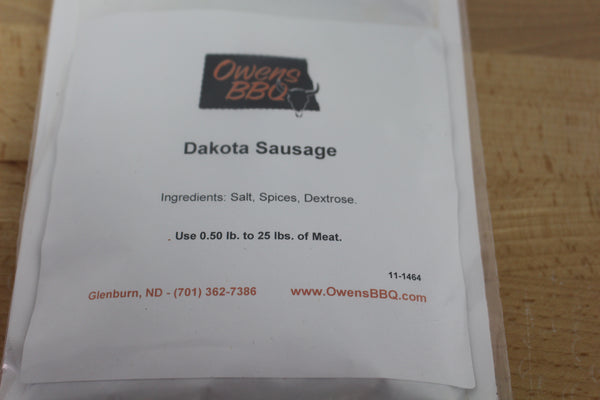 Owens
BBQ
Dakota Sausage
Ingredients: Salt, Spices, Dextrose.
. Use 0.50 lb. to 25 lbs. of Meat.
11-1464
Glenburn, ND - (701) 362-7386 www.OwensBBQ.com